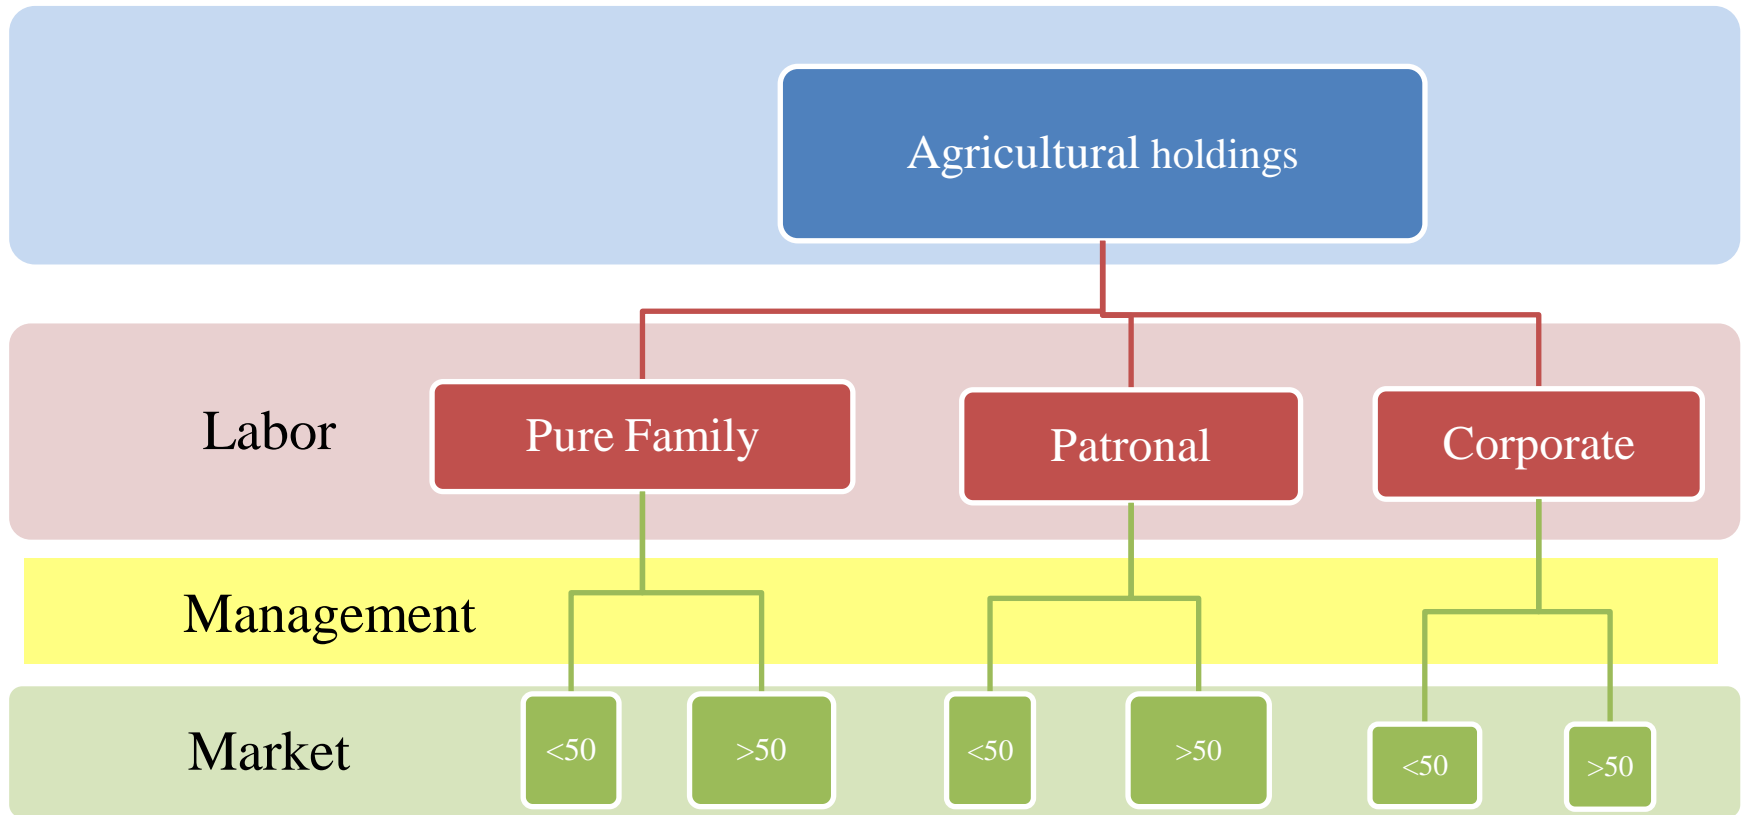 Agricultural holdings
Labor
Pure Family
Patronal
Corporate
Management
Market
<50
>50
<50
>50
<50
>50